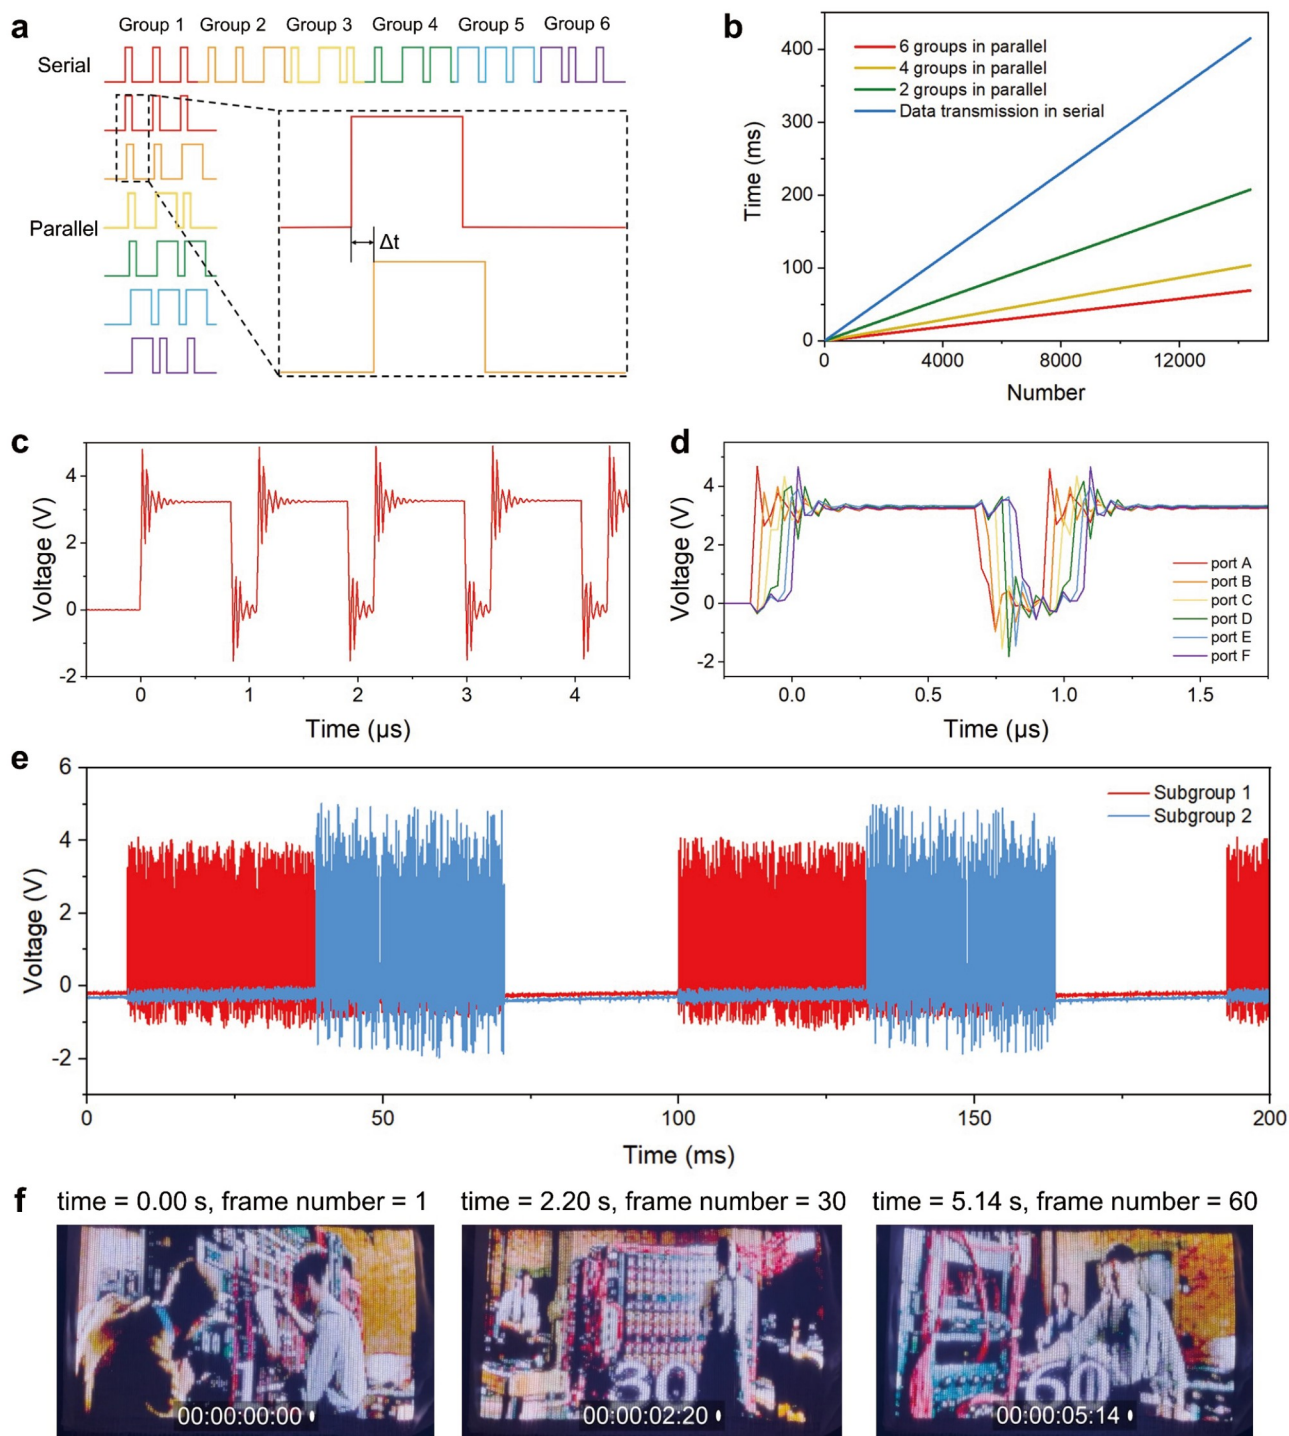 a
Group 1 Group 2 Group 3 Group 4 Group 5 Group 6
Serial
Parallel
Δt
b
400
300
200
100
0
Time (ms)
6 groups in parallel
4 groups in parallel
2 groups in parallel
Data transmission in serial
0 4000 8000 12000
Number
c
4
2
0
-2
Voltage (V)
0 1 2 3 4
Time (μs)
d
4
2
0
-2
Voltage (V)
port A
port B
port C
port D
port E
port F
0.0 0.5 1.0 1.5
Time (μs)
e
6
4
2
0
-2
Voltage (V)
Subgroup 1
Subgroup 2
0 50 100 150 200
Time (ms)
f
time = 0.00 s, frame number = 1
time = 2.20 s, frame number = 30
time = 5.14 s, frame number = 60
1
00:00:00:00
30
00:00:02:20
60
00:00:05:14